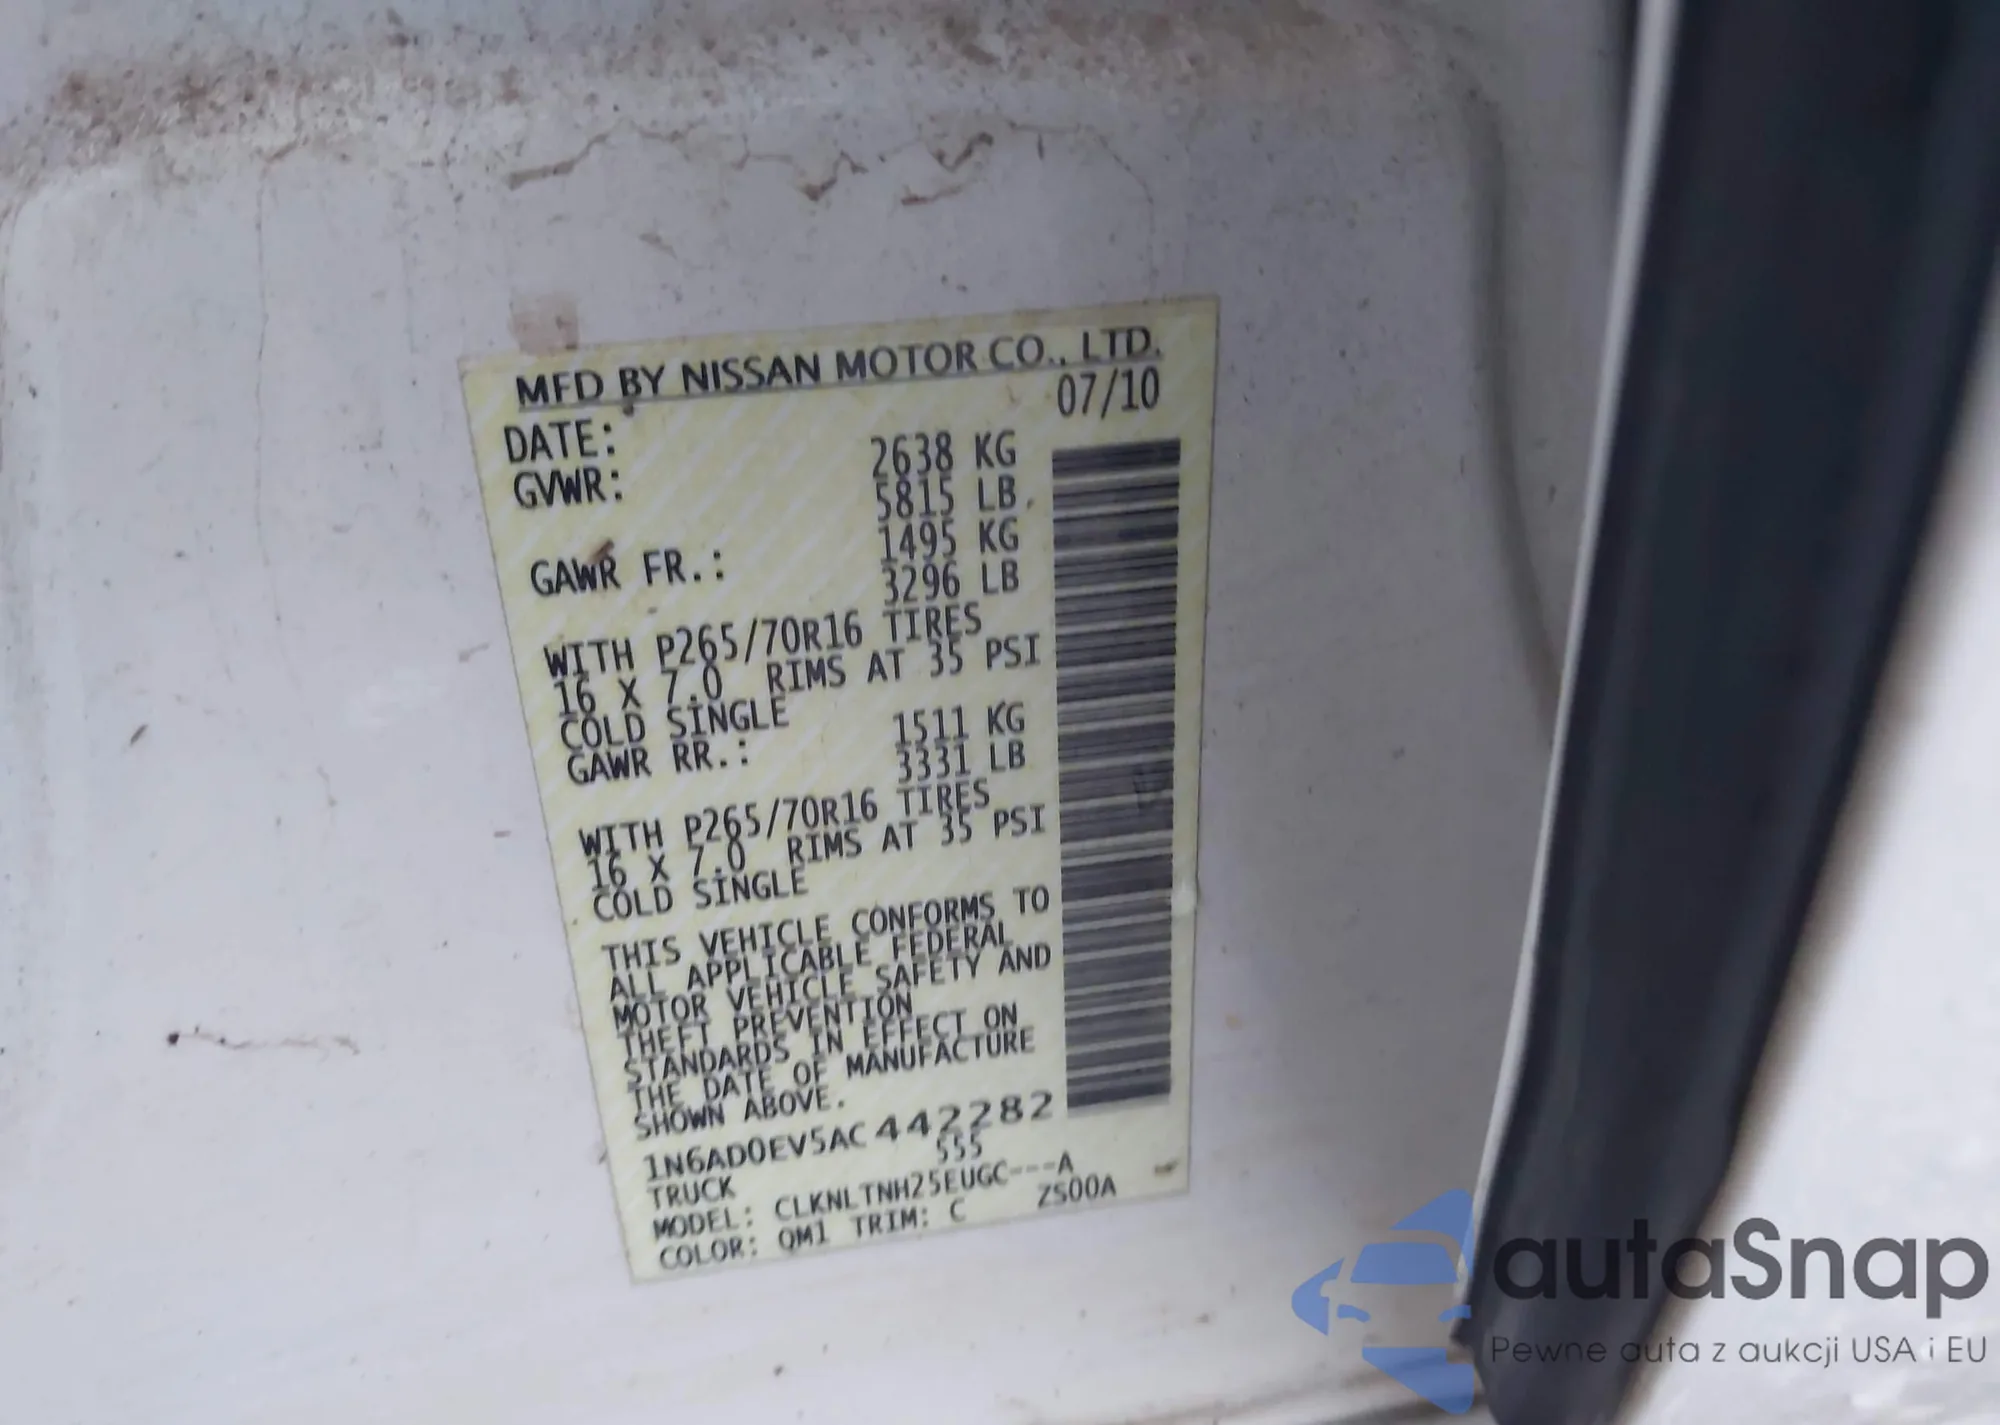 MFD BY NISSAN MOTOR CO., LTD.
DATE: 07/10
GVWR: 2638 KG
5815 LB
GAWR FR.: 1495 KG
3296 LB
WITH P265/70R16 TIRES
16 X 7.0 RIMS AT 35 PSI
COLD SINGLE
GAWR RR.: 1511 KG
3331 LB
WITH P265/70R16 TIRES
16 X 7.0 RIMS AT 35 PSI
COLD SINGLE
THIS VEHICLE CONFORMS TO
ALL APPLICABLE FEDERAL
MOTOR VEHICLE SAFETY AND
THEFT PREVENTION
STANDARDS IN EFFECT ON
THE DATE OF MANUFACTURE
SHOWN ABOVE.
1N6AD0EV5AC442282
TRUCK 555
MODEL: CLKNLTNH25EUGC---A
COLOR: QM1 TRIM: C ZS00A
autoSnap
Pewne auta z aukcji USA i EU